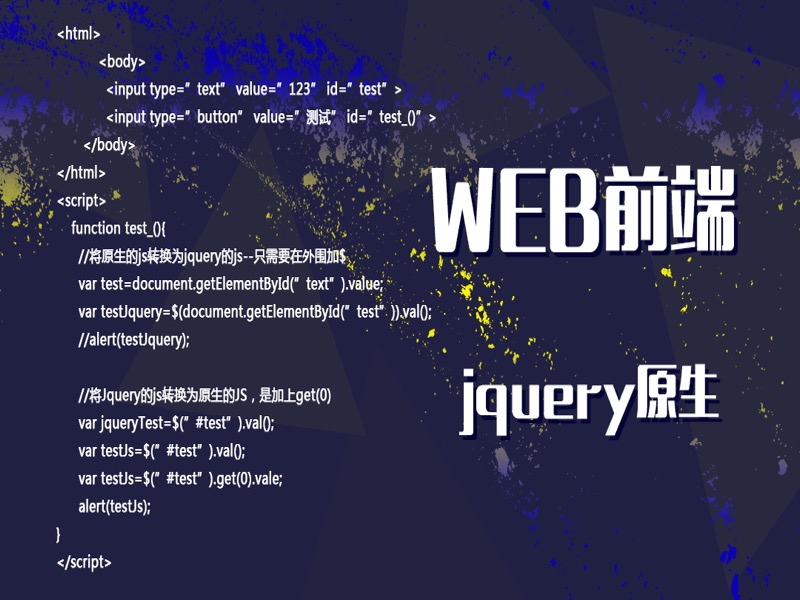 <html>
<body>
<input type=” text”  value=” 123”  id=” test” >
<input type=” button”  value=” 测试”  id=” test_()” >
</body>
</html>
<script>
function test_(){
//将原生的js转换为jquery的js--只需要在外围加$
var test=document.getElementById(” text” ).value;
var testJquery=$(document.getElementById(” test” )).val();
//alert(testJquery);
//将Jquery的js转换为原生的JS，是加上get(0)
var jqueryTest=$(” #test” ).val();
var testJs=$(” #test” ).val();
var testJs=$(” #test” ).get(0).vale;
alert(testJs);
}
</script>
WEB前端
jquery原生